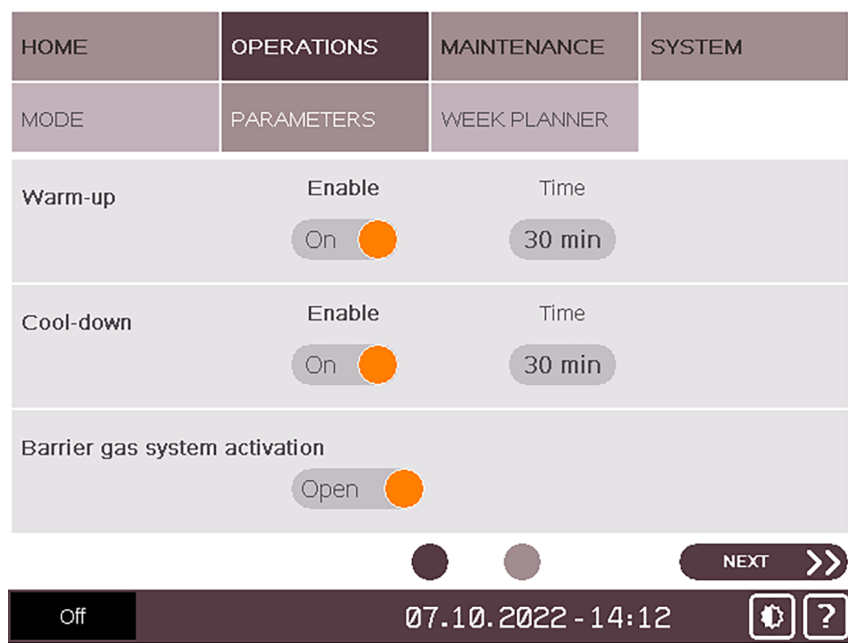 HOME OPERATIONS MAINTENANCE SYSTEM
MODE PARAMETERS WEEK PLANNER
Warm-up Enable Time
On 30 min
Cool-down Enable Time
On 30 min
Barrier gas system activation
Open
NEXT
Off 07.10.2022-14:12 ?